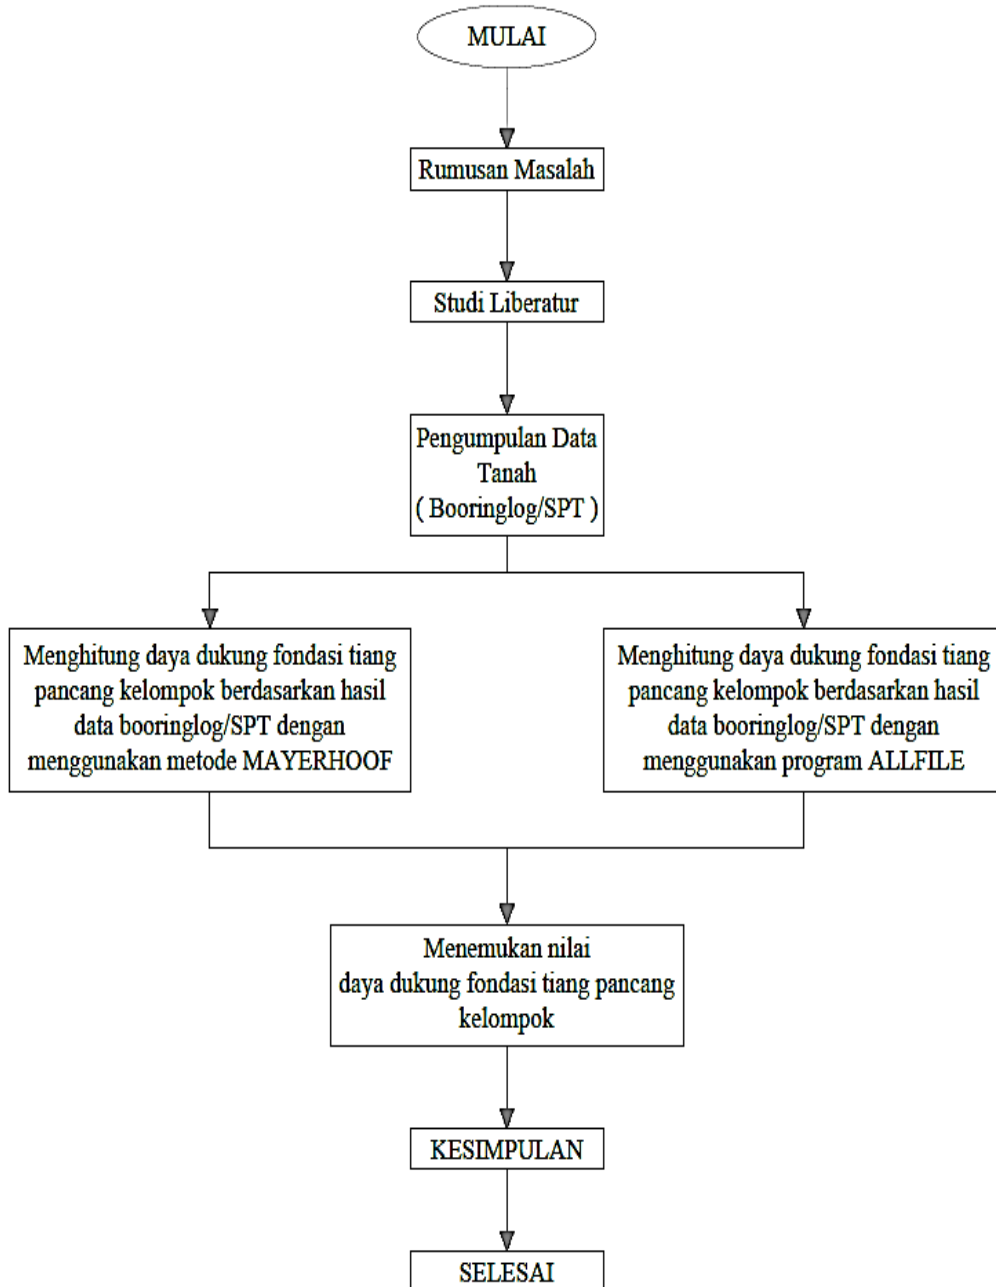 MULAI
Rumusan Masalah
Studi Liberatur
Pengumpulan Data
Tanah
( Booringlog/SPT )
Menghitung daya dukung fondasi tiang
pancang kelompok berdasarkan hasil
data booringlog/SPT dengan
menggunakan metode MAYERHOOF
Menghitung daya dukung fondasi tiang
pancang kelompok berdasarkan hasil
data booringlog/SPT dengan
menggunakan program ALLFILE
Menemukan nilai
daya dukung fondasi tiang pancang
kelompok
KESIMPULAN
SELESAI